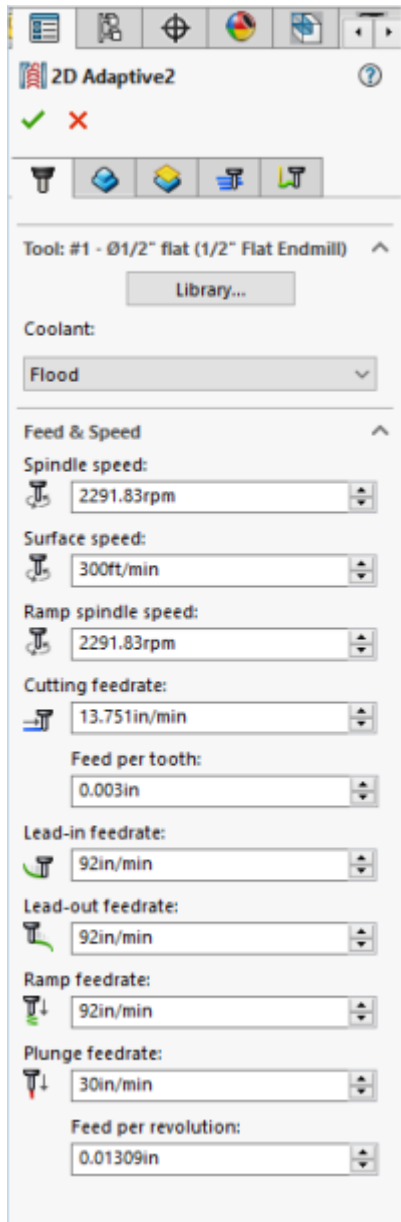 2D Adaptive2
Tool: #1 - Ø1/2" flat (1/2" Flat Endmill)
Library...
Coolant:
Flood
Feed & Speed
Spindle speed:
2291.83rpm
Surface speed:
300ft/min
Ramp spindle speed:
2291.83rpm
Cutting feedrate:
13.751in/min
Feed per tooth:
0.003in
Lead-in feedrate:
92in/min
Lead-out feedrate:
92in/min
Ramp feedrate:
92in/min
Plunge feedrate:
30in/min
Feed per revolution:
0.01309in